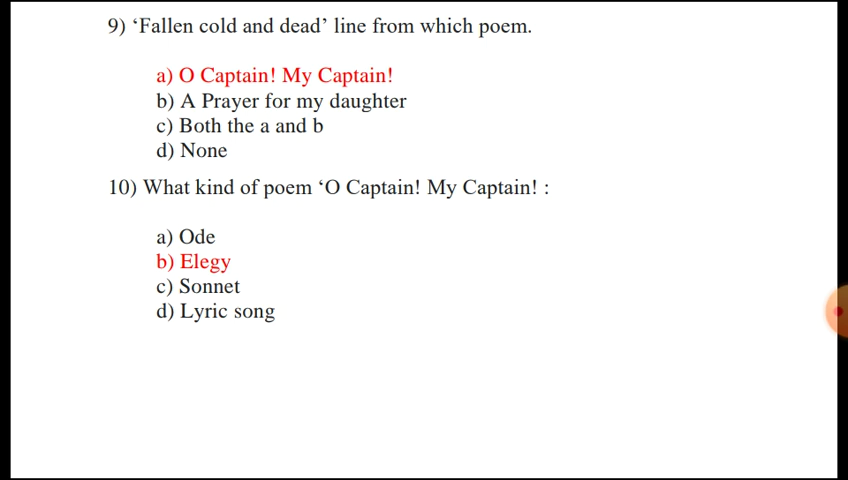 9) ‘Fallen cold and dead’ line from which poem.
a) O Captain! My Captain!
b) A Prayer for my daughter
c) Both the a and b
d) None
10) What kind of poem ‘O Captain! My Captain! :
a) Ode
b) Elegy
c) Sonnet
d) Lyric song